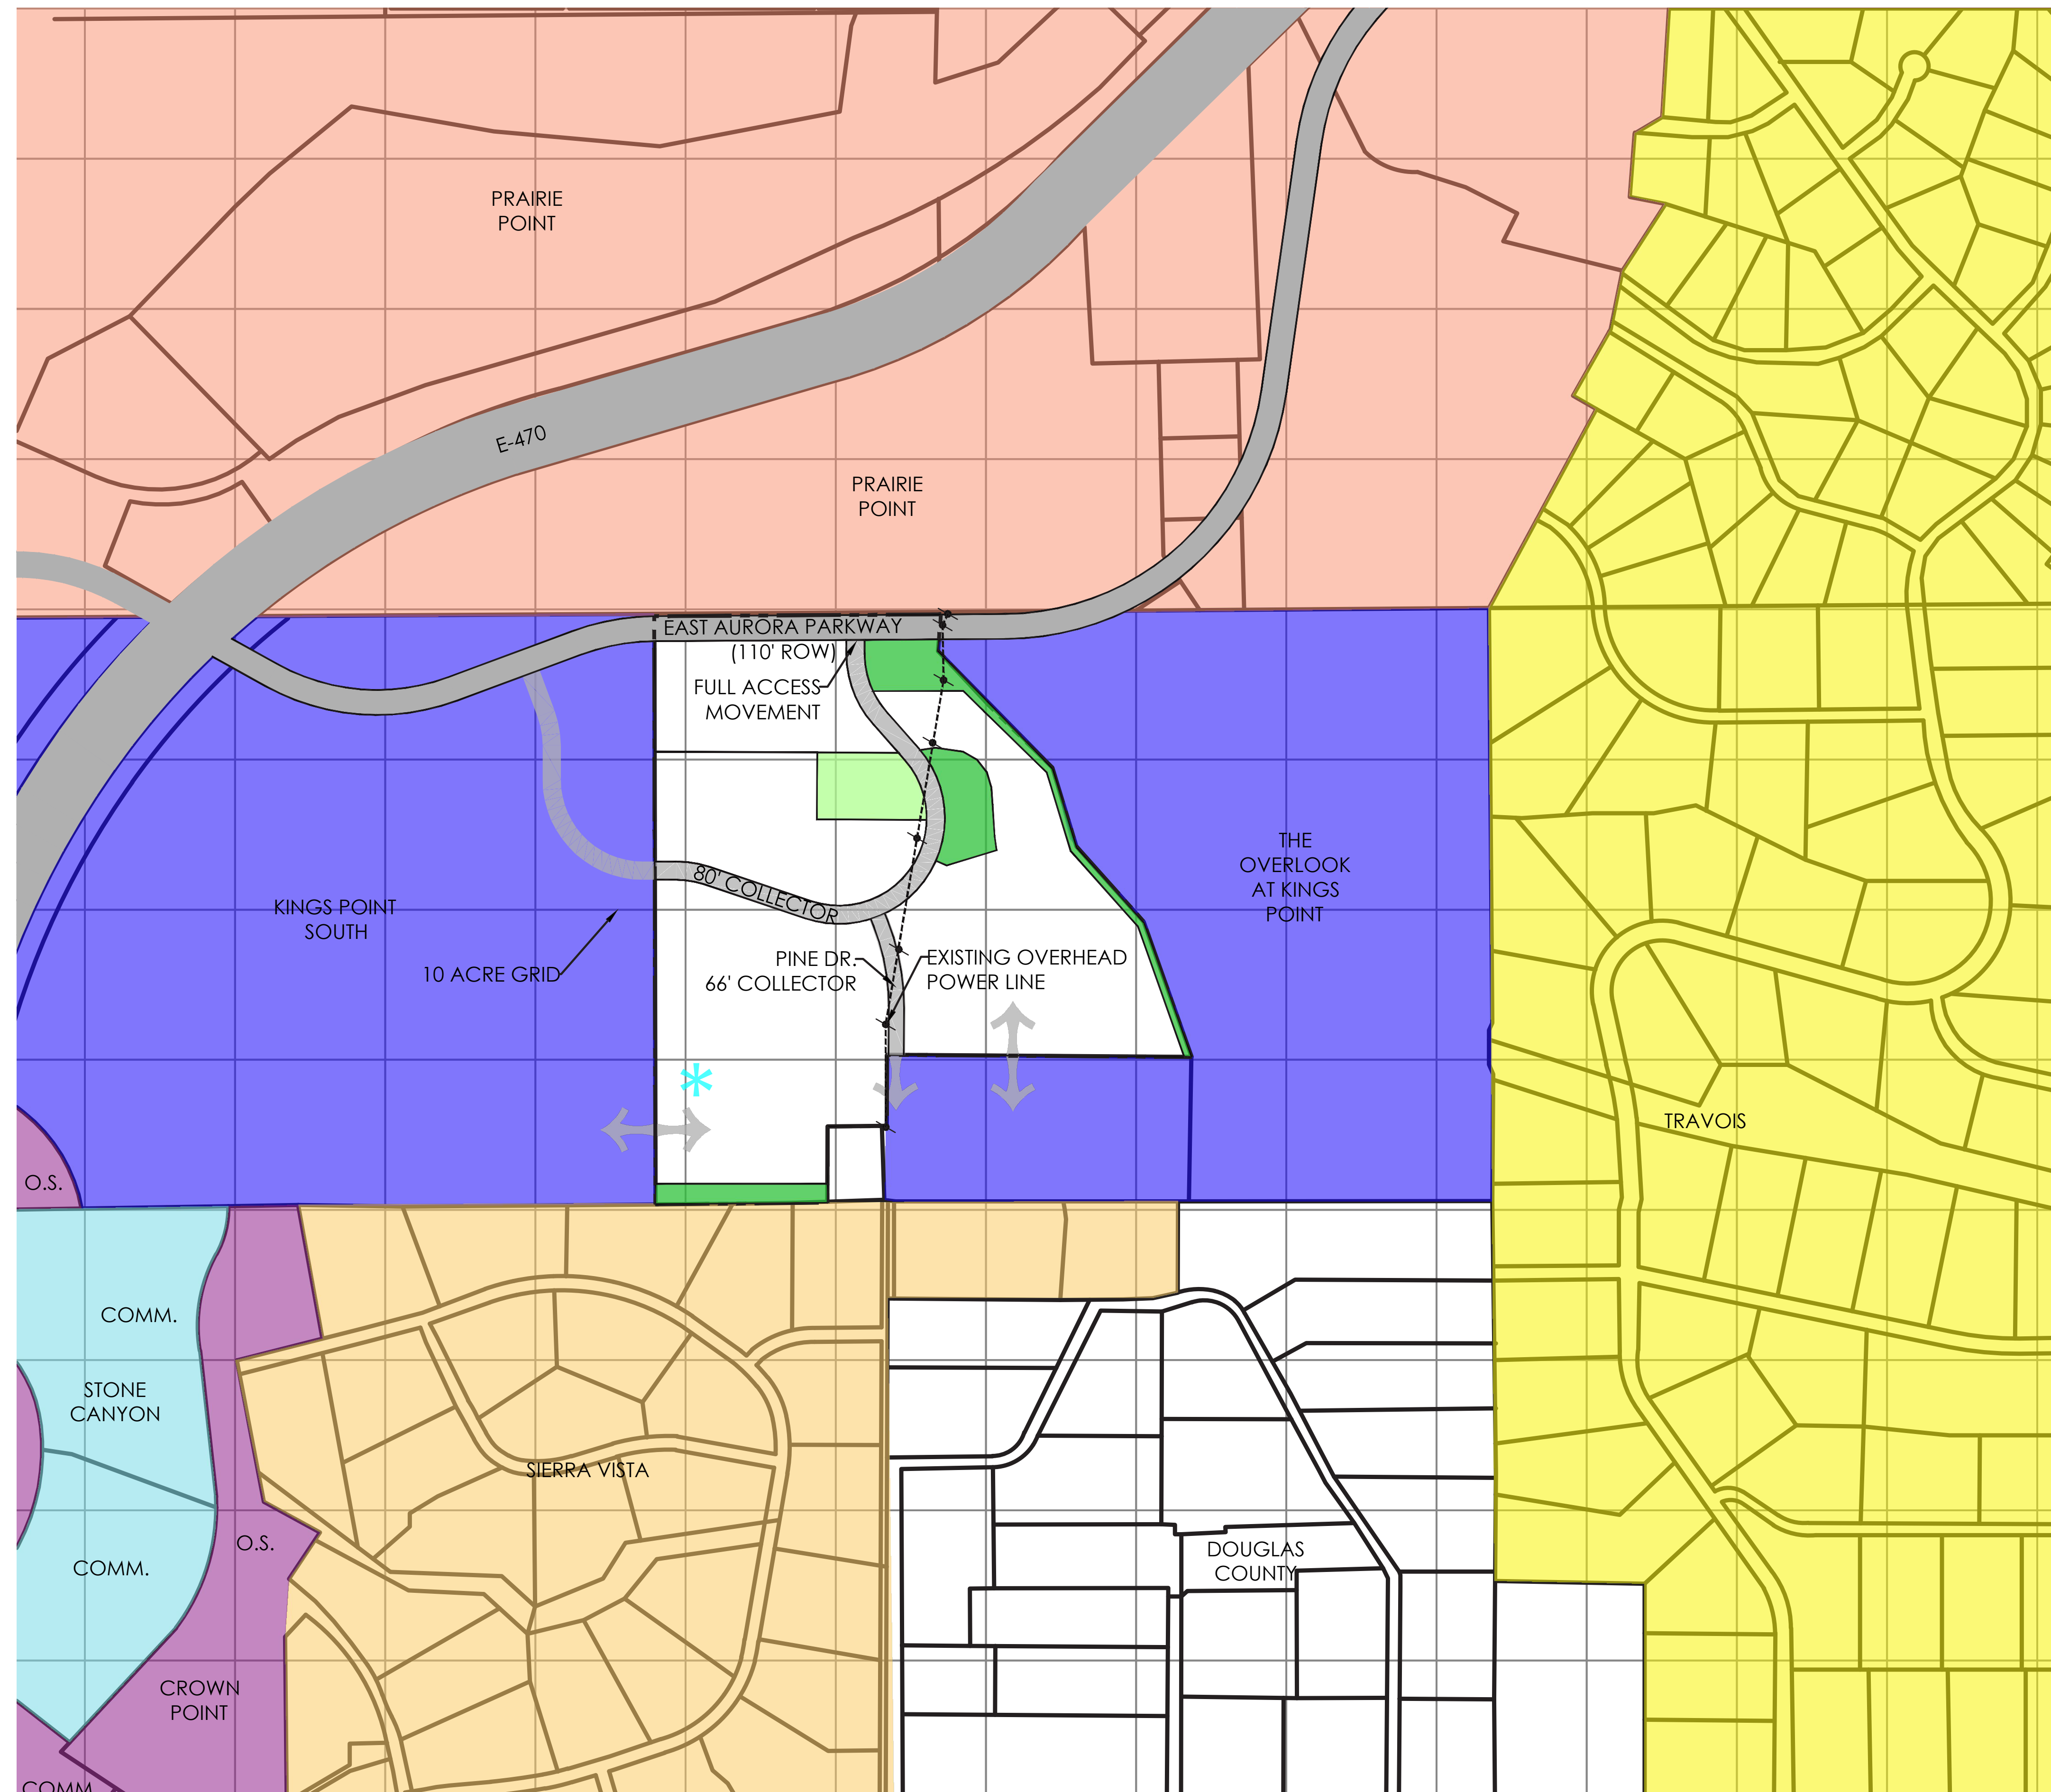 PRAIRIE
POINT
E-470
PRAIRIE
POINT
EAST AURORA PARKWAY
(110' ROW)
FULL ACCESS
MOVEMENT
THE
OVERLOOK
AT KINGS
POINT
80' COLLECTOR
KINGS POINT
SOUTH
10 ACRE GRID
PINE DR.
66' COLLECTOR
EXISTING OVERHEAD
POWER LINE
*
TRAVOIS
O.S.
COMM.
STONE
CANYON
SIERRA VISTA
O.S.
COMM.
DOUGLAS
COUNTY
CROWN
POINT
COMM.